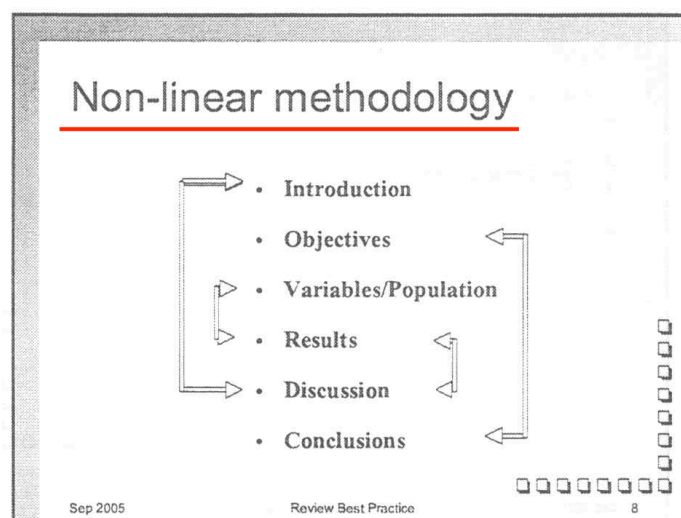 Non-linear methodology
• Introduction
• Objectives
• Variables/Population
• Results
• Discussion
• Conclusions
Sep 2005 Review Best Practice 8